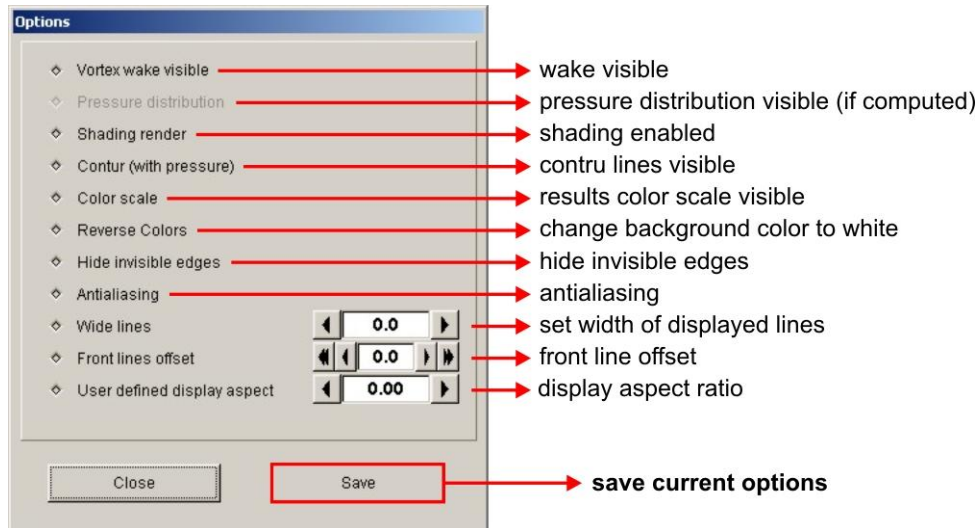 Options
Vortex wake visible wake visible
Pressure distribution pressure distribution visible (if computed)
Shading render shading enabled
Contur (with pressure) contru lines visible
Color scale results color scale visible
Reverse Colors change background color to white
Hide invisible edges hide invisible edges
Antialiasing antialiasing
Wide lines 0.0 set width of displayed lines
Front lines offset 0.0 front line offset
User defined display aspect 0.00 display aspect ratio
Close Save save current options